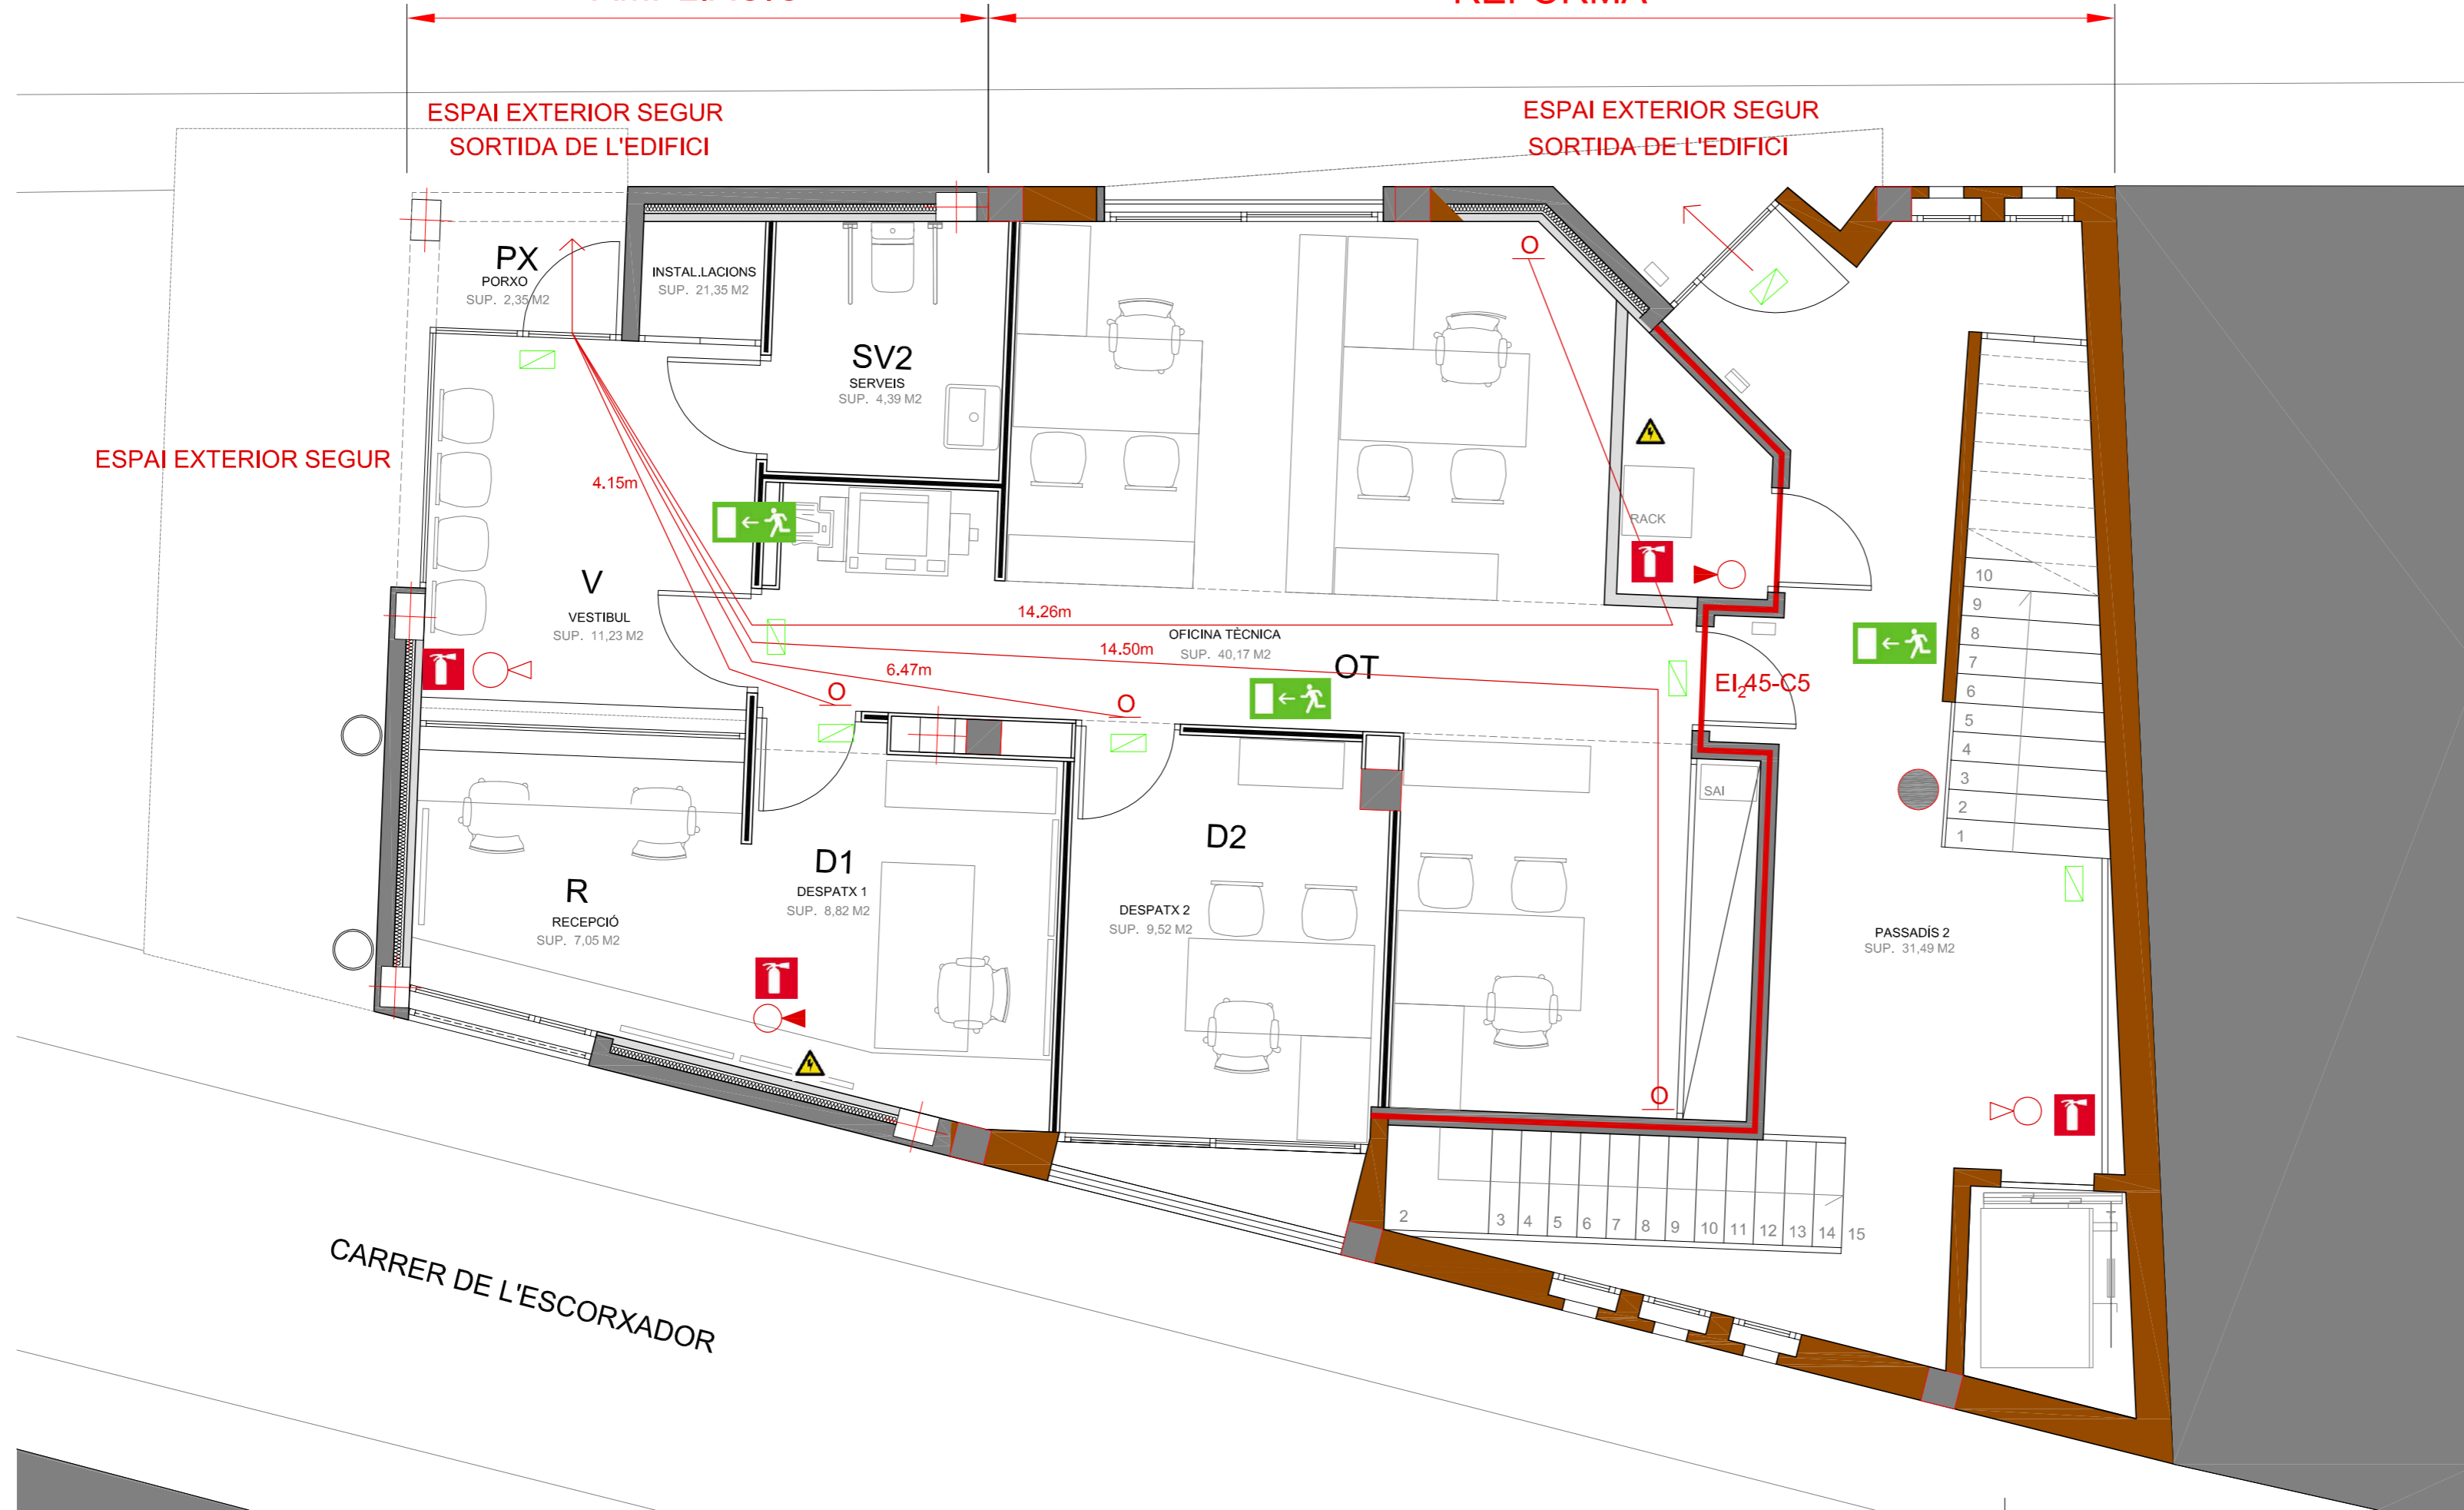 ESPAI EXTERIOR SEGUR
SORTIDA DE L'EDIFICI
ESPAI EXTERIOR SEGUR
SORTIDA DE L'EDIFICI
PX
PORXO
SUP. 2,35 M2
INSTAL.LACIONS
SUP. 21,35 M2
SV2
SERVEIS
SUP. 4,39 M2
O
ESPAI EXTERIOR SEGUR
4.15m
RACK
V
VESTIBUL
SUP. 11,23 M2
14.26m
OFICINA TÈCNICA
SUP. 40,17 M2
14.50m
OT
6.47m
O
O
EI245-C5
10
9
8
7
6
5
4
3
2
1
SAI
R
RECEPCIÓ
SUP. 7,05 M2
D1
DESPATX 1
SUP. 8,82 M2
D2
DESPATX 2
SUP. 9,52 M2
PASSADÍS 2
SUP. 31,49 M2
O
2 3 4 5 6 7 8 9 10 11 12 13 14 15
CARRER DE L'ESCORXADOR